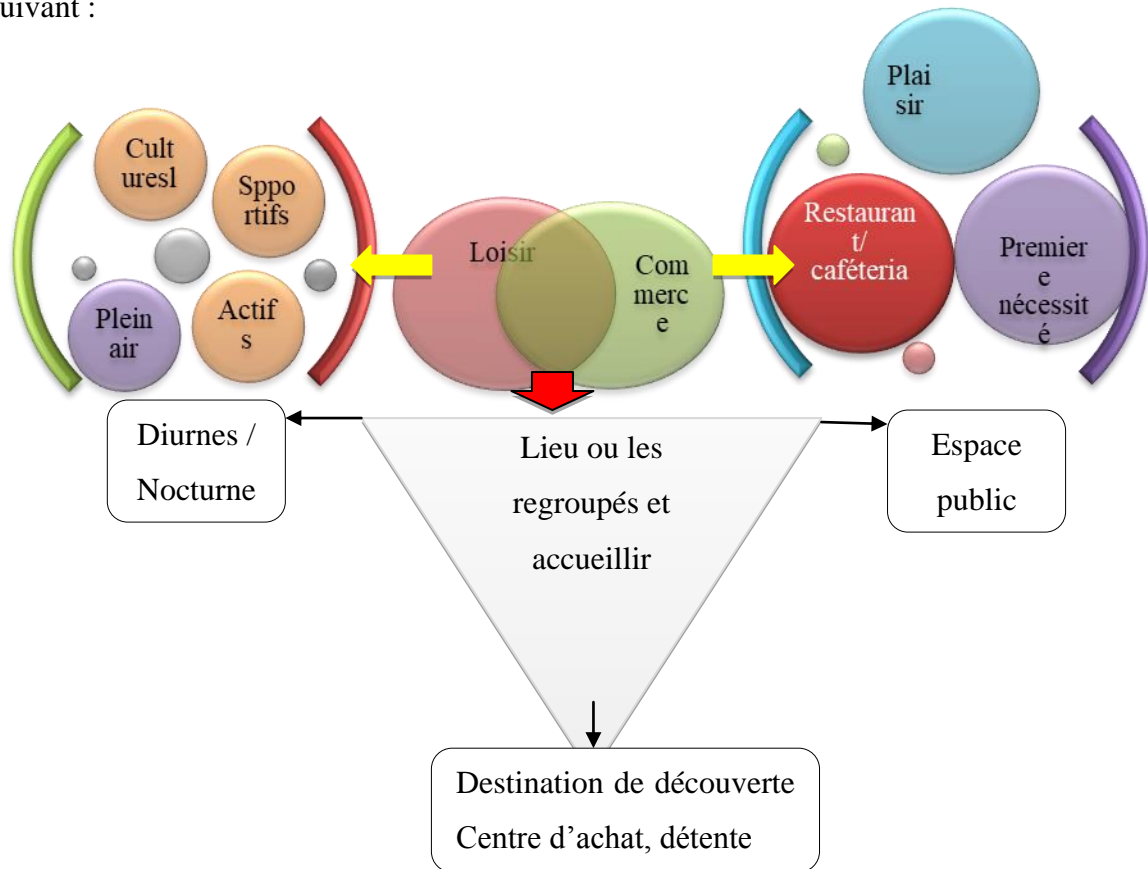 uivant :
Plai
sir
Cult
uresl
Sppo
rtifs
Plein
air
Actif
s
Loisir
Com
merc
e
Restauran
t/
caféteria
Premier
e
nécessit
é
Diurnes /
Nocturne
Lieu ou les
regroupés et
accueillir
Espace
public
Destination de découverte
Centre d’achat, détente